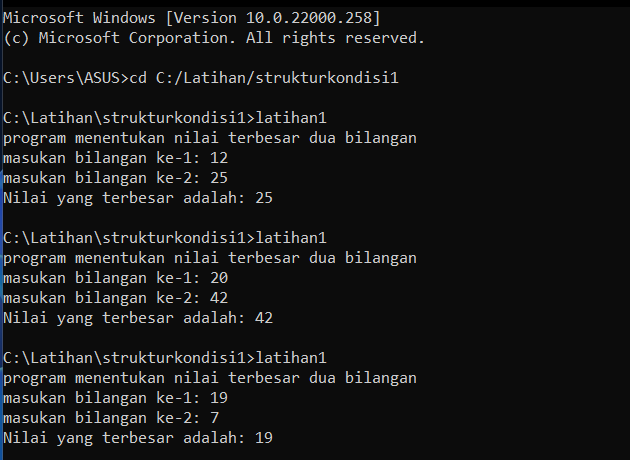 Microsoft Windows [Version 10.0.22000.258]
(c) Microsoft Corporation. All rights reserved.
C:\Users\ASUS>cd C:/Latihan/strukturkondisi1
C:\Latihan\strukturkondisi1>latihan1
program menentukan nilai terbesar dua bilangan
masukan bilangan ke-1: 12
masukan bilangan ke-2: 25
Nilai yang terbesar adalah: 25
C:\Latihan\strukturkondisi1>latihan1
program menentukan nilai terbesar dua bilangan
masukan bilangan ke-1: 20
masukan bilangan ke-2: 42
Nilai yang terbesar adalah: 42
C:\Latihan\strukturkondisi1>latihan1
program menentukan nilai terbesar dua bilangan
masukan bilangan ke-1: 19
masukan bilangan ke-2: 7
Nilai yang terbesar adalah: 19